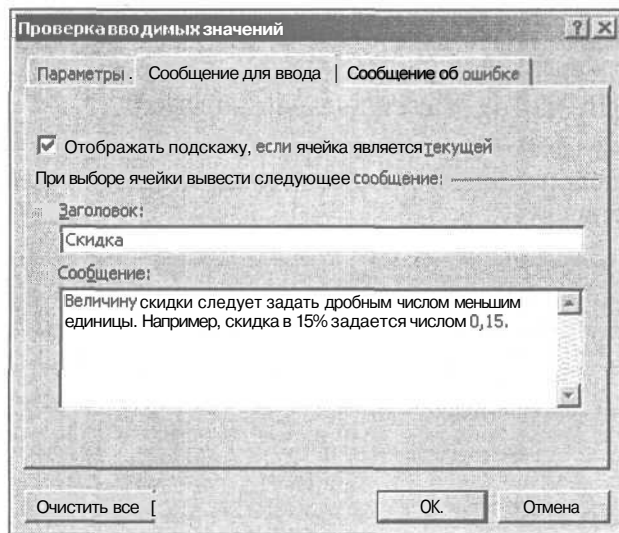 Проверка вводимых значений
Параметры . Сообщение для ввода | Сообщение об ошибке |
Отображать подскажу, если ячейка является текущей
При выборе ячейки вывести следующее сообщение:
Заголовок:
Скидка
Сообщение:
Величину скидки следует задать дробным числом меньшим
единицы. Например, скидка в 15% задается числом 0,15.
Очистить все [ OK. Отмена